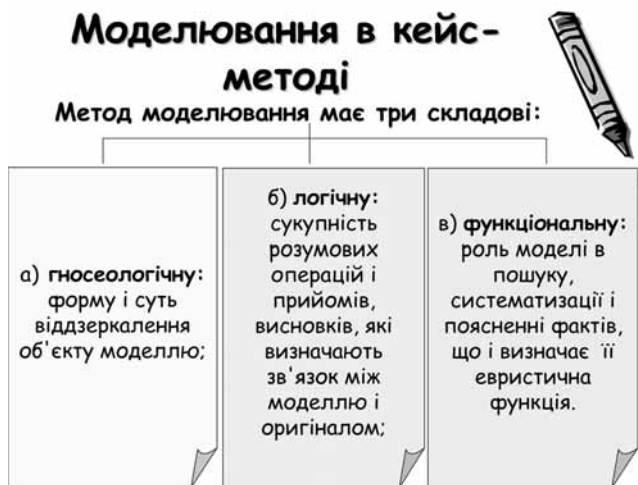 Моделювання в кейс-
методі
Метод моделювання має три складові:
а) гносеологічну:
форму і суть
віддзеркалення
об'єкту моделлю;
б) логічну:
сукупність
розумових
операцій і
прийомів,
висновків, які
визначають
зв'язок між
моделлю і
оригіналом;
в) функціональну:
роль моделі в
пошуку,
систематизації і
поясненні фактів,
що і визначає її
евристична
функція.